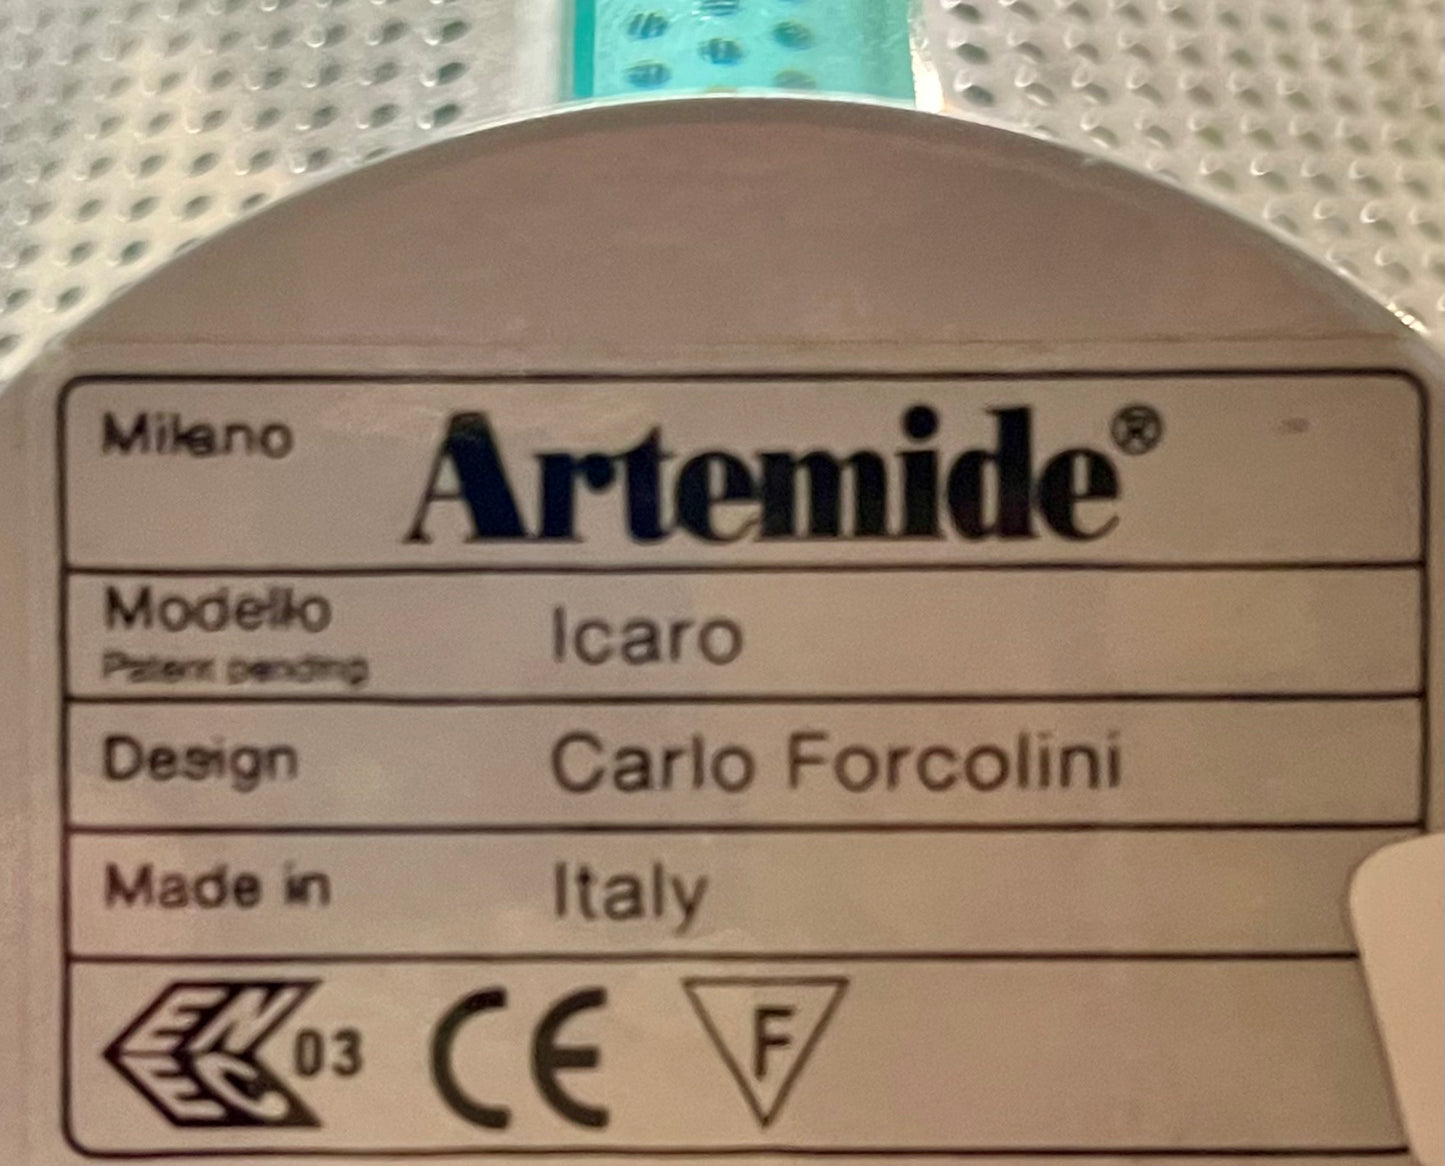 Milano Artemide®
Modello Icaro
Patent pending
Design Carlo Forcolini
Made in Italy
ENEC 03 CE F